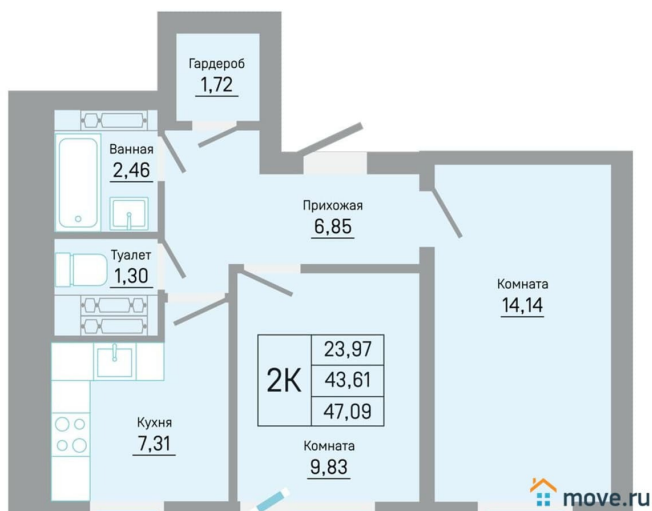 Гардероб
1,72
Ванная
2,46
Прихожая
6,85
Туалет
1,30
Комната
14,14
2К
23,97
43,61
47,09
Кухня
7,31
Комната
9,83
move.ru